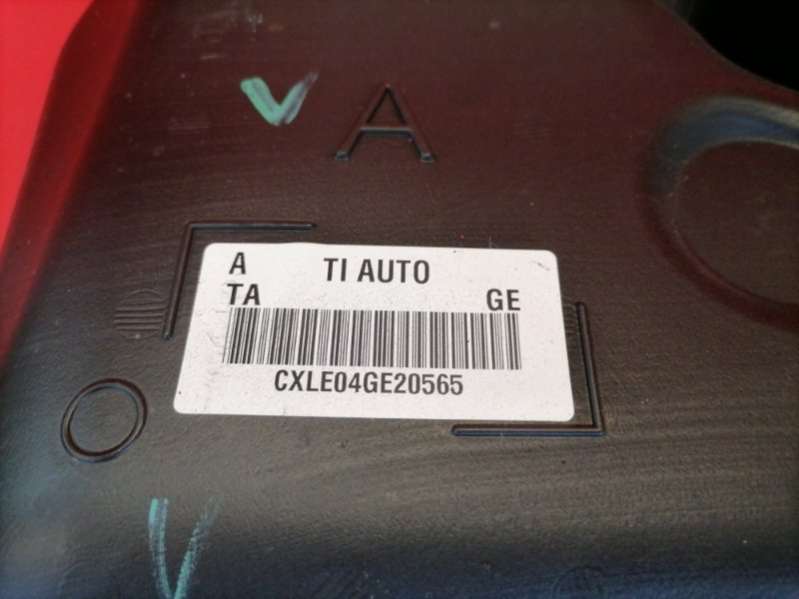 A
A TI AUTO
TA GE
CXLE04GE20565